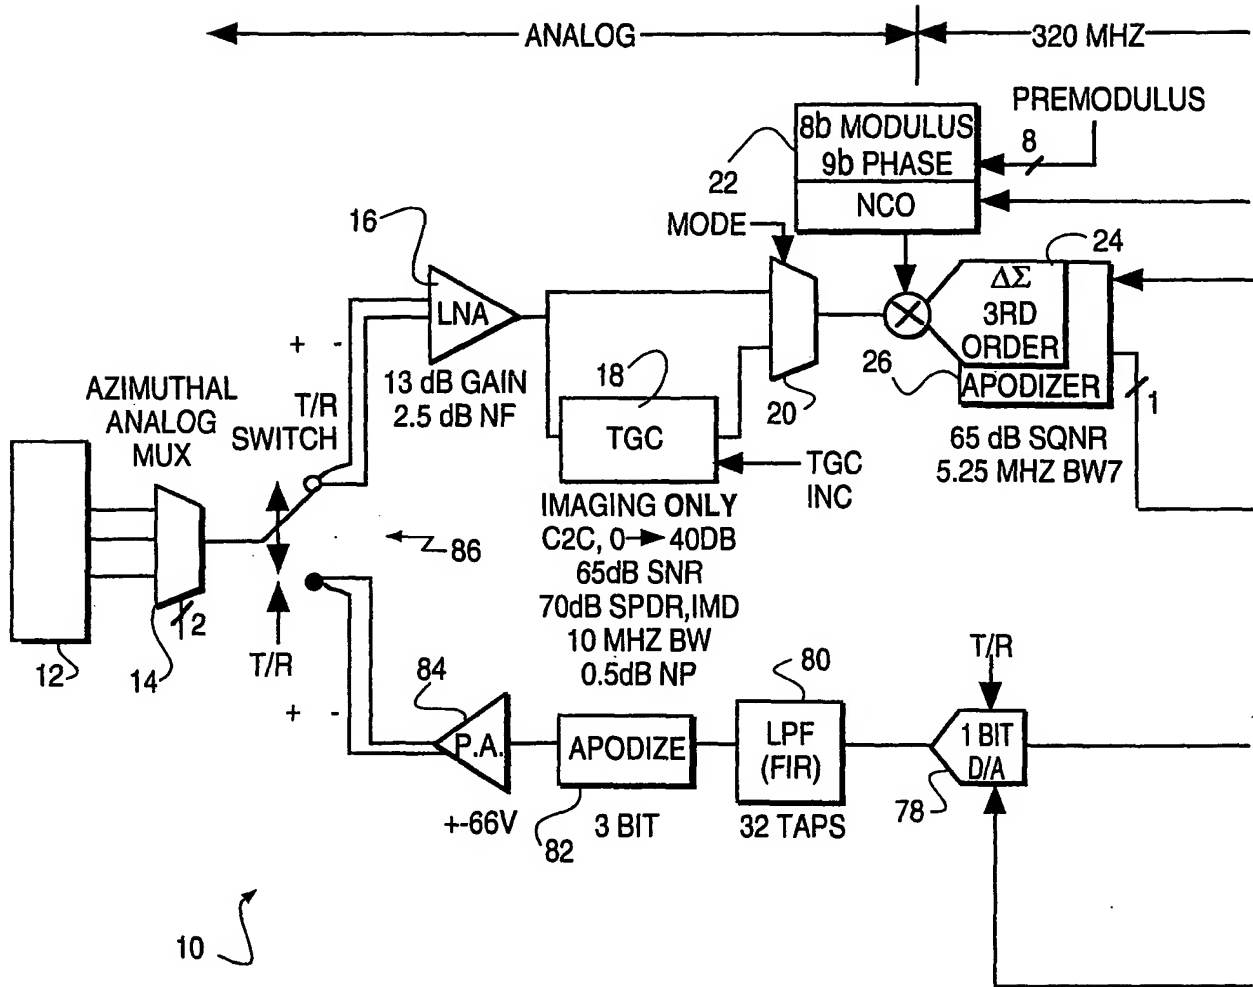 ANALOG
320 MHZ
PREMODULUS
8b MODULUS
9b PHASE
8
22
NCO
MODE
16
24
LNA
ΔΣ
3RD
ORDER
+ -
18
26
APODIZER
1
13 dB GAIN
2.5 dB NF
20
AZIMUTHAL
ANALOG
MUX
T/R
SWITCH
TGC
65 dB SQNR
5.25 MHZ BW7
TGC
INC
IMAGING ONLY
C2C, 0→40DB
65dB SNR
70dB SPDR,IMD
10 MHZ BW
0.5dB NP
86
2
12
14
T/R
80
T/R
84
+ -
P.A.
APODIZE
LPF
(FIR)
1 BIT
D/A
78
+-66V
82
3 BIT
32 TAPS
10